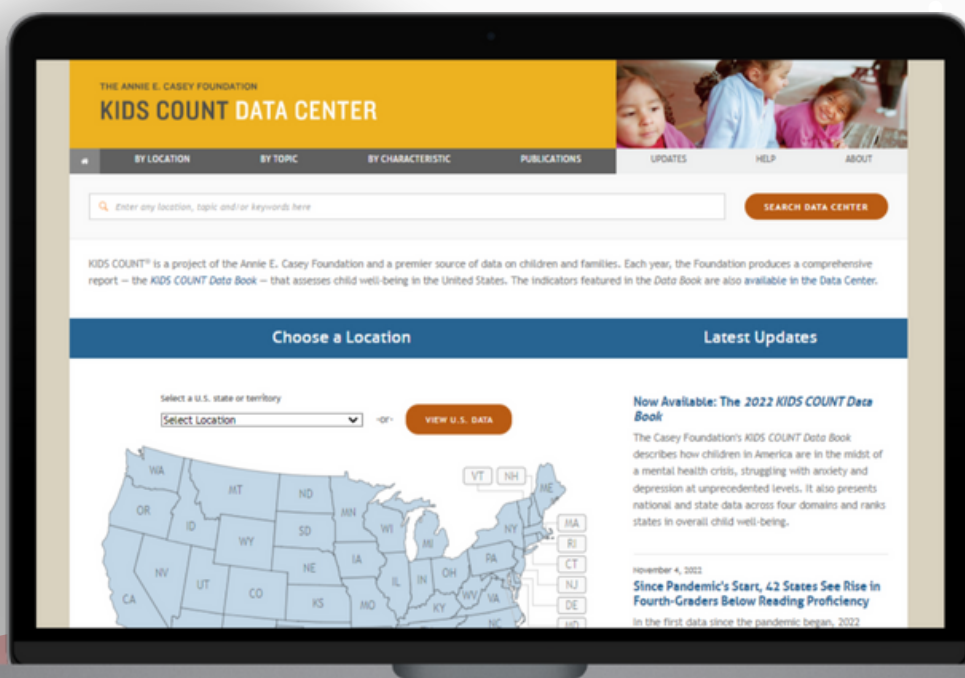 THE ANNIE E. CASEY FOUNDATION
KIDS COUNT DATA CENTER
BY LOCATION
BY TOPIC
BY CHARACTERISTIC
PUBLICATIONS
UPDATES
HELP
ABOUT
Enter any location, topic and/or keywords here
SEARCH DATA CENTER
KIDS COUNT® is a project of the Annie E. Casey Foundation and a premier source of data on children and families. Each year, the Foundation produces a comprehensive
report — the KIDS COUNT Data Book — that assesses child well-being in the United States. The indicators featured in the Data Book are also available in the Data Center.
Choose a Location
Select a U.S. state or territory
Select Location
-or-
VIEW U.S. DATA
WA
MT
ND
MN
VT
NH
ME
OR
ID
WY
SD
WI
MI
NY
MA
RI
NV
UT
CO
NE
IA
IL
IN
OH
PA
CT
NJ
CA
KS
MO
KY
WV
VA
DE
NC
MD
Latest Updates
Now Available: The 2022 KIDS COUNT Data
Book
The Casey Foundation's KIDS COUNT Data Book
describes how children in America are in the midst of
a mental health crisis, struggling with anxiety and
depression at unprecedented levels. It also presents
national and state data across four domains and ranks
states in overall child well-being.
November 4, 2022
Since Pandemic's Start, 42 States See Rise in
Fourth-Graders Below Reading Proficiency
In the first data since the pandemic began, 2022